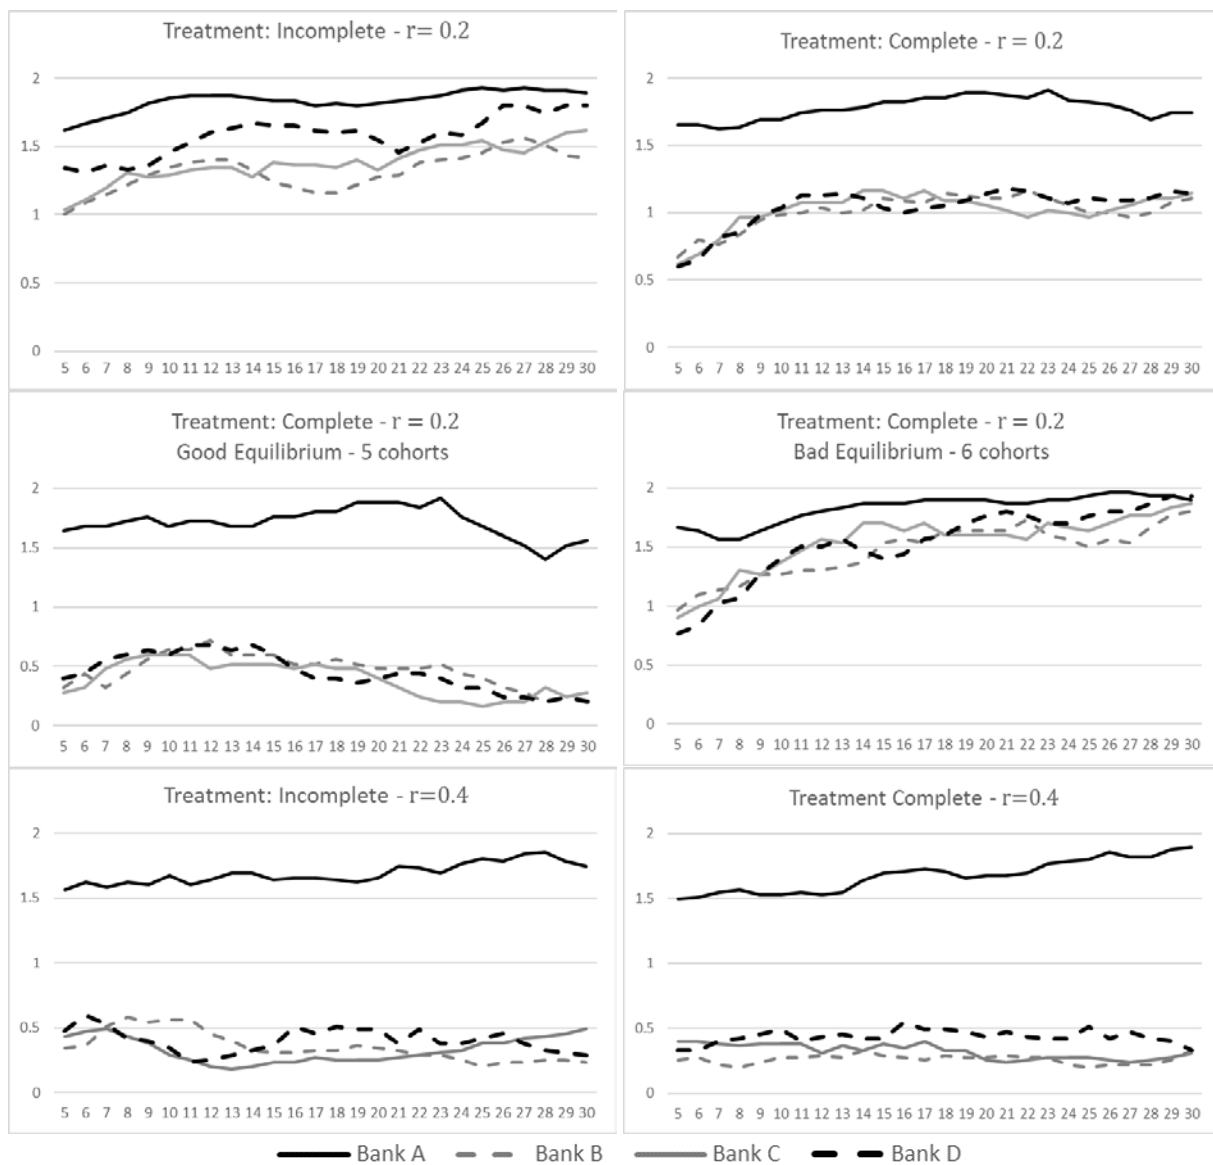 Treatment: Incomplete - r= 0.2
2
1.5
1
0.5
0
5 6 7 8 9 10 11 12 13 14 15 16 17 18 19 20 21 22 23 24 25 26 27 28 29 30
Treatment: Complete - r = 0.2
2
1.5
1
0.5
0
5 6 7 8 9 10 11 12 13 14 15 16 17 18 19 20 21 22 23 24 25 26 27 28 29 30
Treatment: Complete - r = 0.2
Good Equilibrium - 5 cohorts
2
1.5
1
0.5
0
5 6 7 8 9 10 11 12 13 14 15 16 17 18 19 20 21 22 23 24 25 26 27 28 29 30
Treatment: Complete - r = 0.2
Bad Equilibrium - 6 cohorts
2
1.5
1
0.5
0
5 6 7 8 9 10 11 12 13 14 15 16 17 18 19 20 21 22 23 24 25 26 27 28 29 30
Treatment: Incomplete - r=0.4
2
1.5
1
0.5
0
5 6 7 8 9 10 11 12 13 14 15 16 17 18 19 20 21 22 23 24 25 26 27 28 29 30
Treatment Complete - r=0.4
2
1.5
1
0.5
0
5 6 7 8 9 10 11 12 13 14 15 16 17 18 19 20 21 22 23 24 25 26 27 28 29 30
Bank A Bank B Bank C Bank D